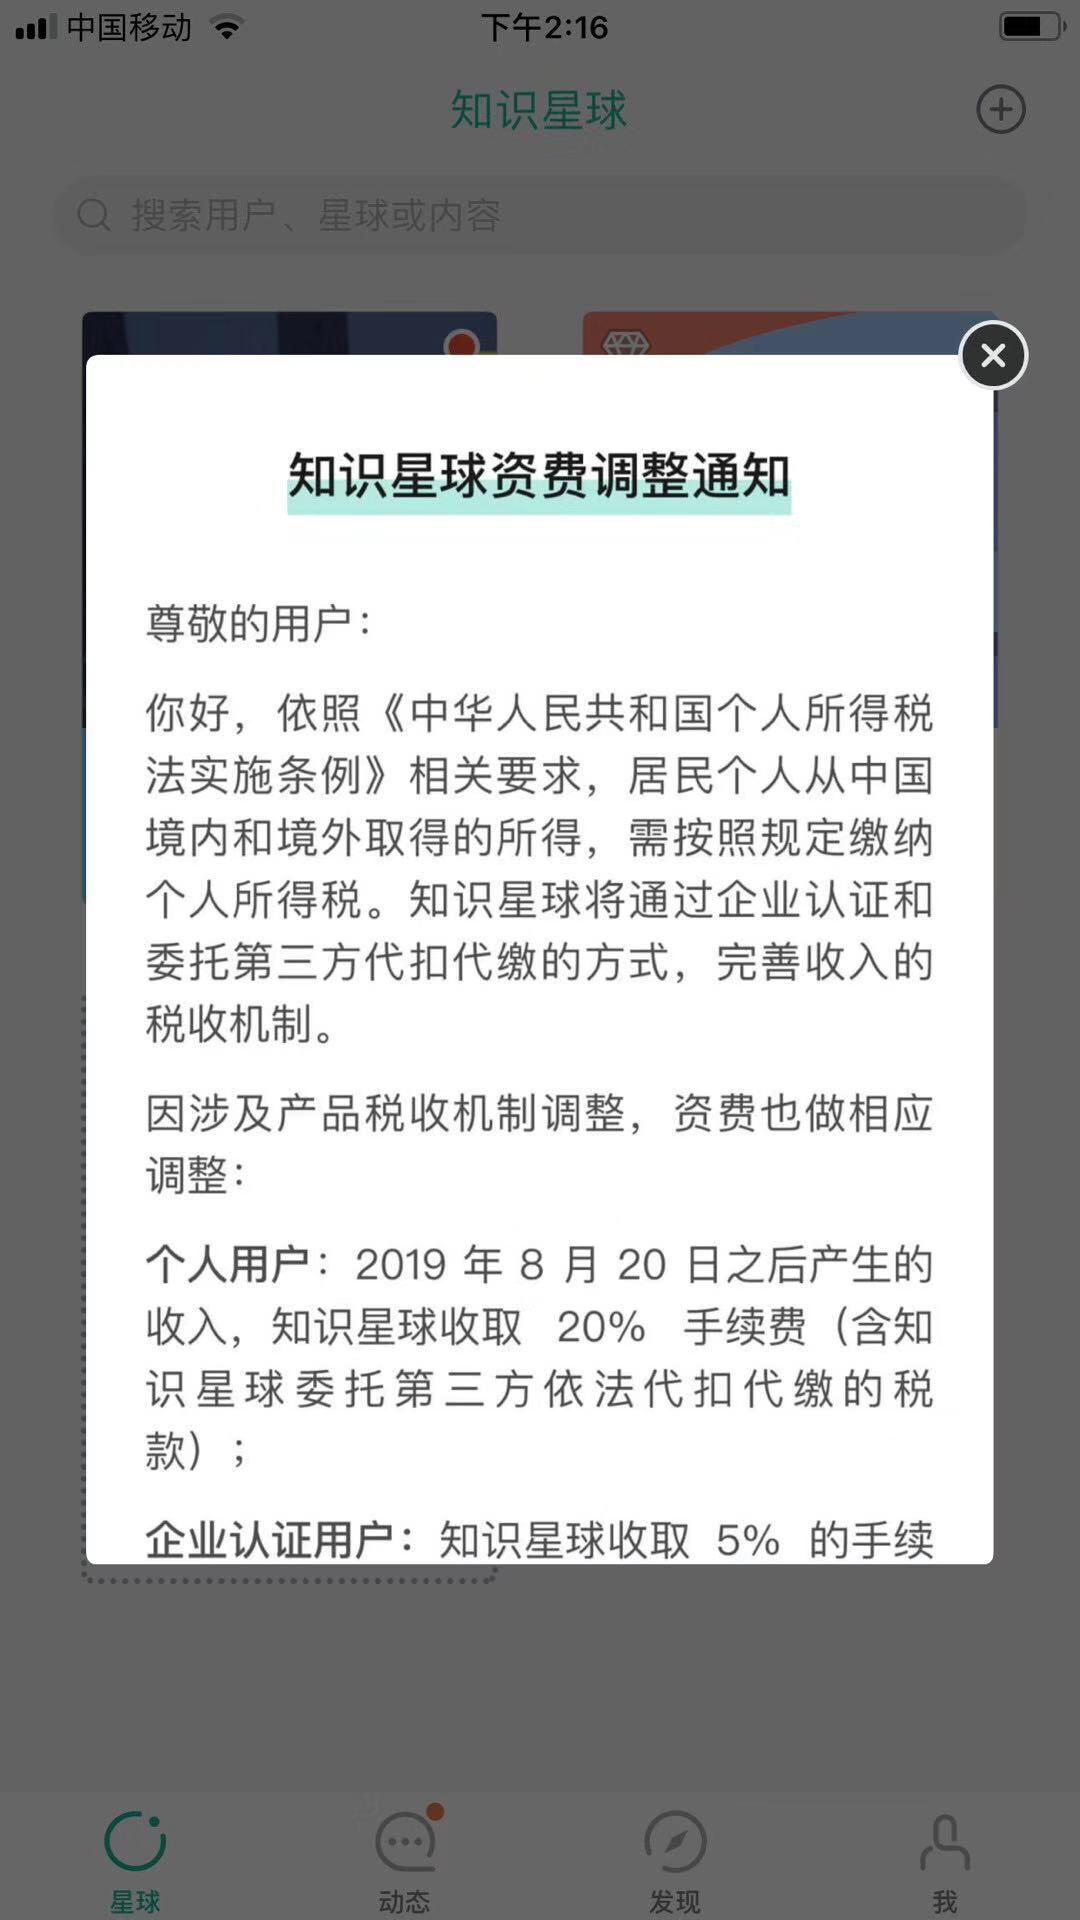 中国移动
下午2:16
知识星球
搜索用户、星球或内容
知识星球资费调整通知
尊敬的用户：
你好，依照《中华人民共和国个人所得税
法实施条例》相关要求，居民个人从中国
境内和境外取得的所得，需按照规定缴纳
个人所得税。知识星球将通过企业认证和
委托第三方代扣代缴的方式，完善收入的
税收机制。
因涉及产品税收机制调整，资费也做相应
调整：
个人用户：2019 年 8 月 20 日之后产生的
收入，知识星球收取 20% 手续费（含知
识星球委托第三方依法代扣代缴的税
款）；
企业认证用户：知识星球收取 5% 的手续
星球
动态
发现
我